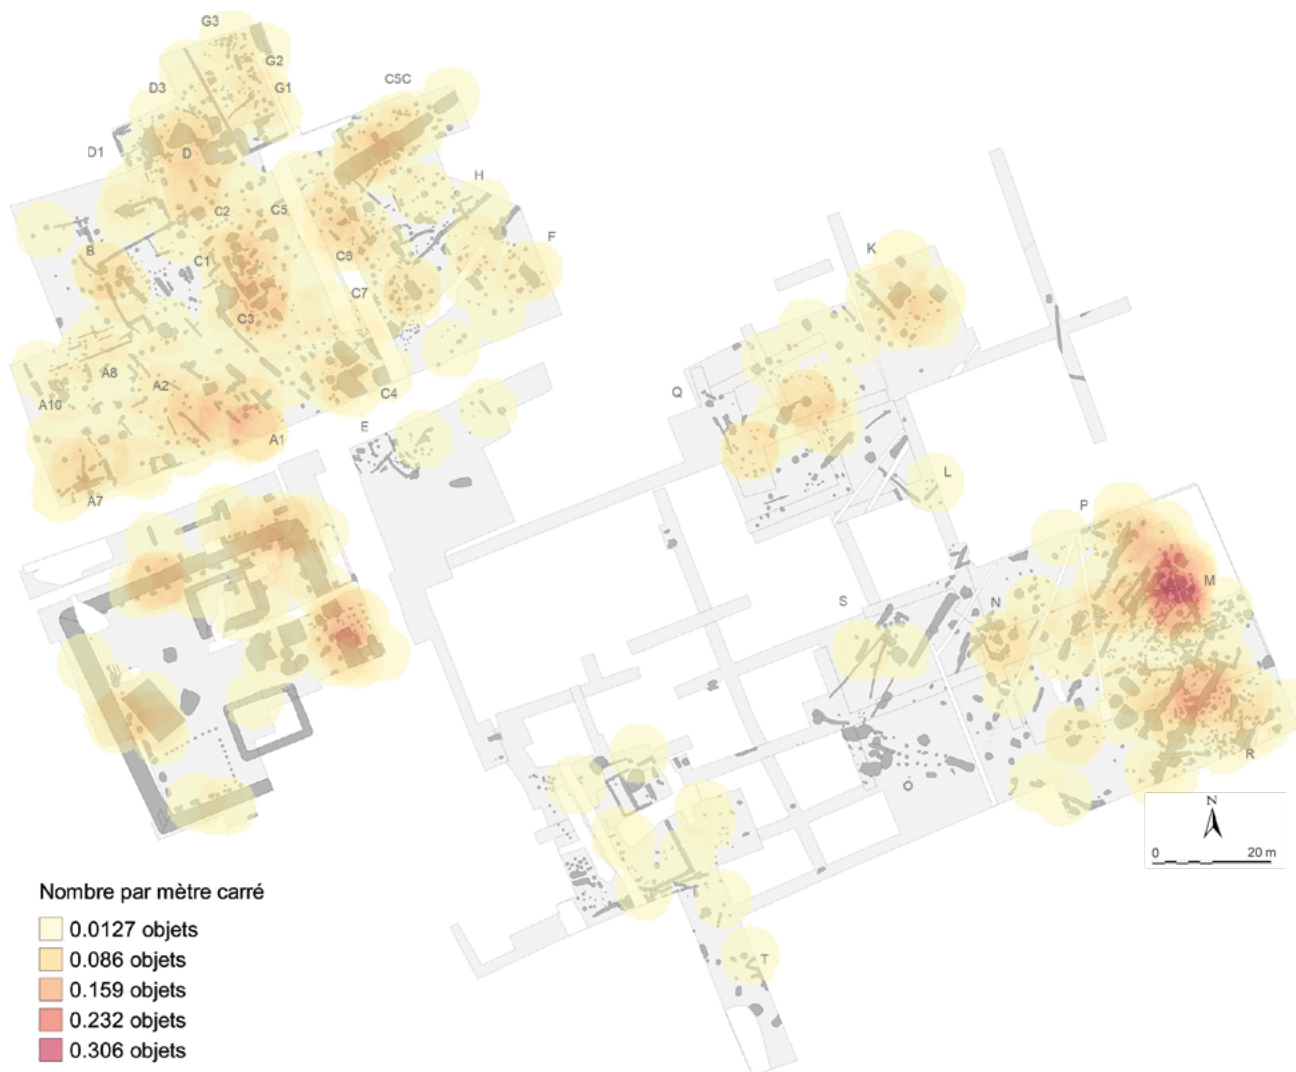 G3
G2
D3
G1
C5C
D1
D
H
C2
C5
F
B
C1
C6
K
C7
C3
A8
A2
Q
A10
C4
E
A1
L
A7
P
M
S
N
R
O
N
0 20 m
T
Nombre par mètre carré
0.0127 objets
0.086 objets
0.159 objets
0.232 objets
0.306 objets